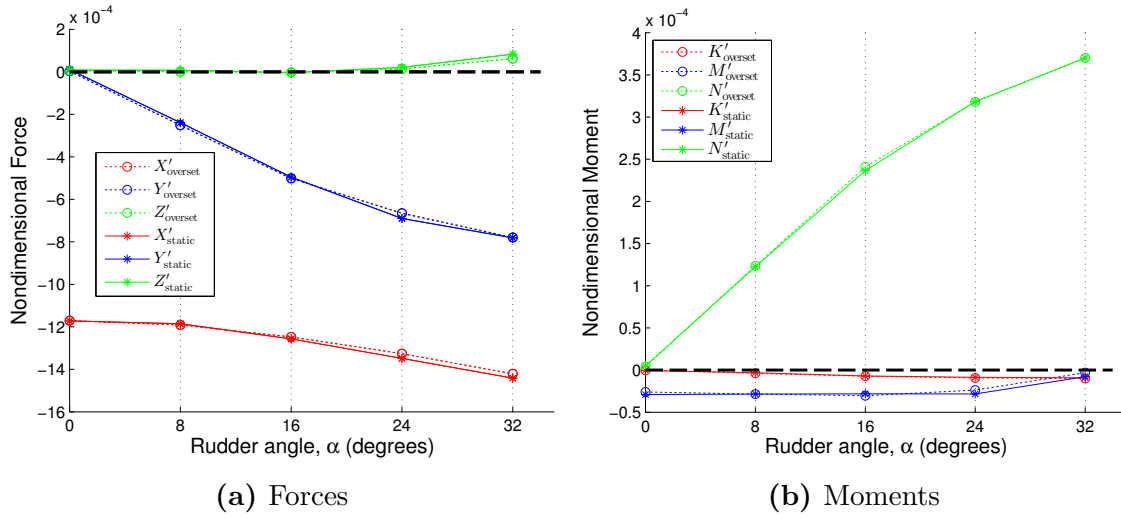 x 10⁻⁴
2
0
−2
−4
−6
−8
−10
−12
−14
−16
Nondimensional Force
X′overset
Y′overset
Z′overset
X′static
Y′static
Z′static
0 8 16 24 32
Rudder angle, α (degrees)
(a) Forces
x 10⁻⁴
4
3.5
3
2.5
2
1.5
1
0.5
0
−0.5
Nondimensional Moment
K′overset
M′overset
N′overset
K′static
M′static
N′static
0 8 16 24 32
Rudder angle, α (degrees)
(b) Moments